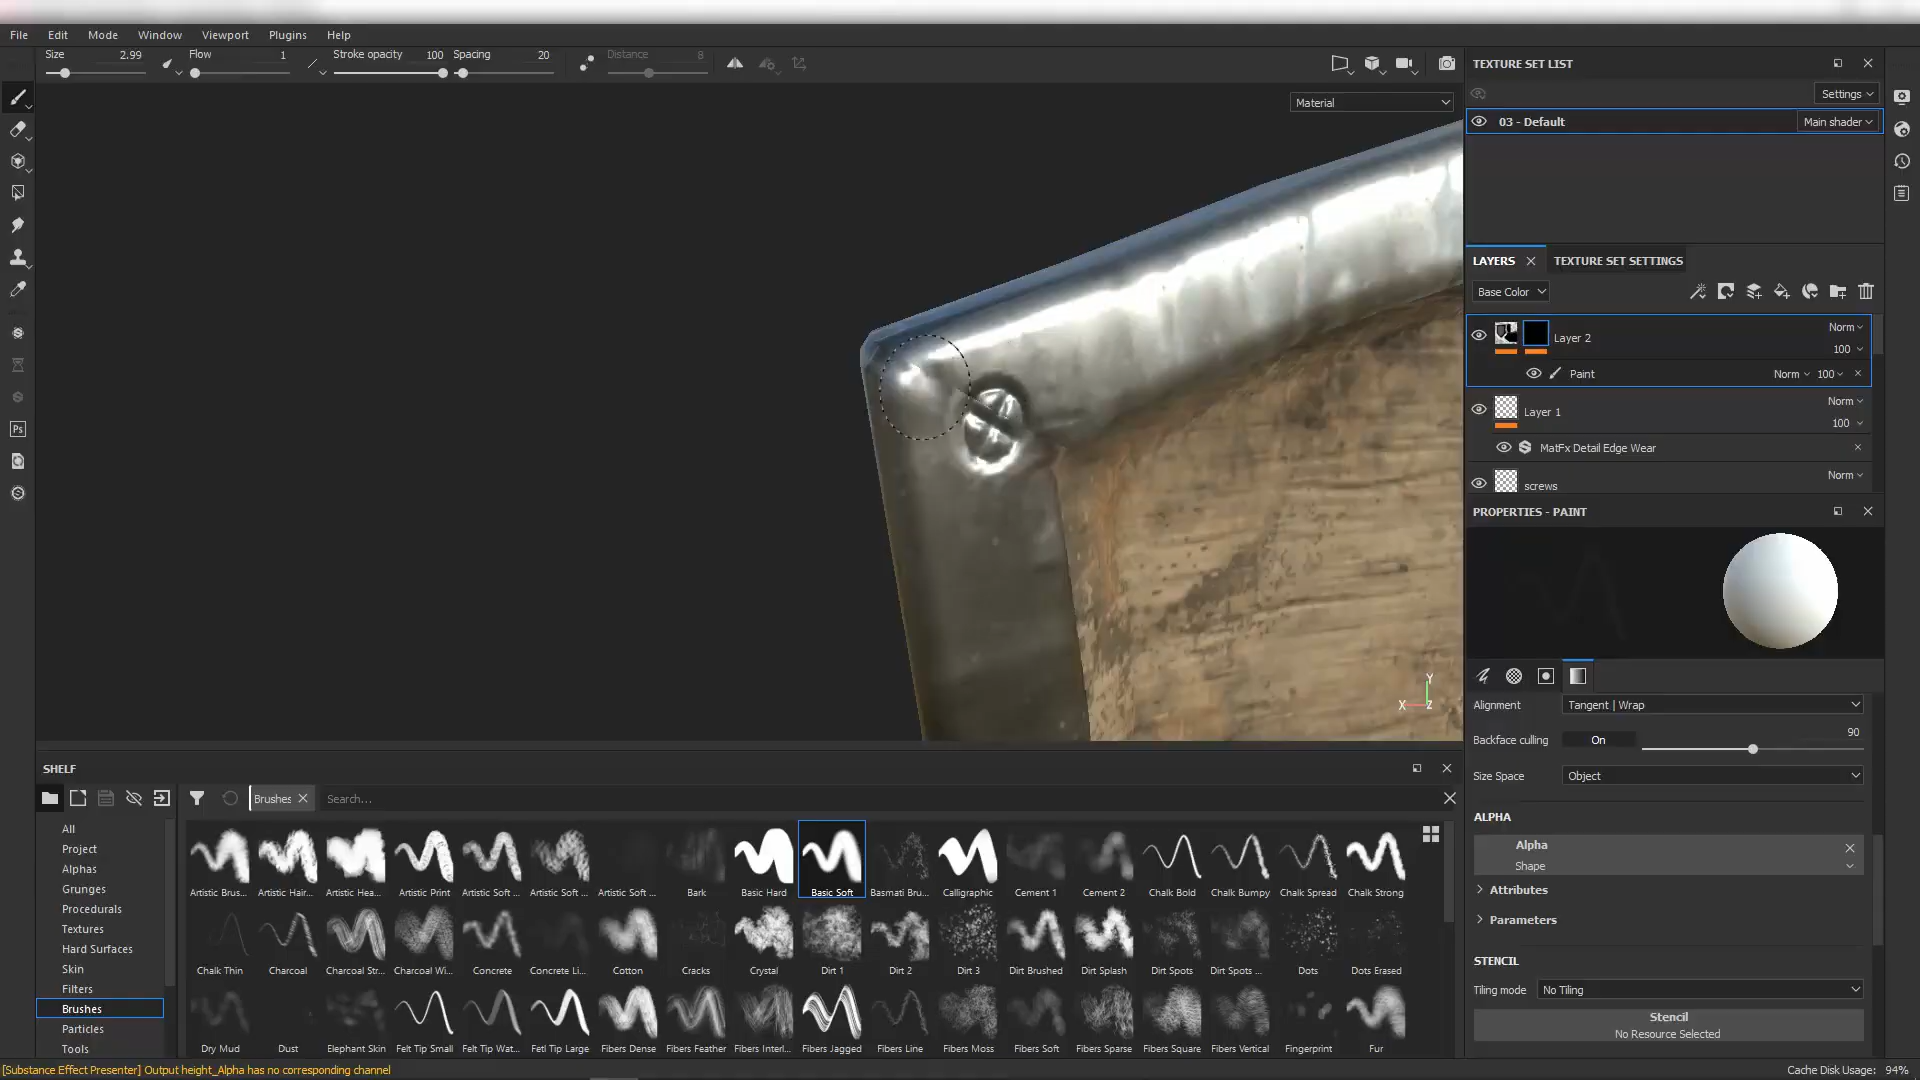 File Edit Mode Window Viewport Plugins Help
Size 2.99 Flow 1 Stroke opacity 100 Spacing 20 Distance 8
Material
TEXTURE SET LIST
Settings
03 - Default Main shader
LAYERS TEXTURE SET SETTINGS
Base Color
Layer 2 Norm 100
Paint Norm 100
Layer 1 Norm 100
MatFx Detail Edge Wear
screws Norm
PROPERTIES - PAINT
Alignment Tangent | Wrap
Backface culling On 90
Size Space Object
ALPHA
Alpha
Shape
Attributes
Parameters
STENCIL
Tiling mode No Tiling
Stencil
No Resource Selected
Y
X Z
SHELF
Brushes Search...
All
Project
Alphas
Grunges
Procedurals
Textures
Hard Surfaces
Skin
Filters
Brushes
Particles
Tools
Ps
Artistic Brus... Artistic Hair... Artistic Hea... Artistic Print Artistic Soft ... Artistic Soft ... Artistic Soft ... Bark Basic Hard Basic Soft Basmati Bru... Calligraphic Cement 1 Cement 2 Chalk Bold Chalk Bumpy Chalk Spread Chalk Strong
Chalk Thin Charcoal Charcoal Str... Charcoal Wi... Concrete Concrete Li... Cotton Cracks Crystal Dirt 1 Dirt 2 Dirt 3 Dirt Brushed Dirt Splash Dirt Spots Dirt Spots ... Dots Dots Erased
Dry Mud Dust Elephant Skin Felt Tip Small Felt Tip Wat... Fetl Tip Large Fibers Dense Fibers Feather Fibers Interl... Fibers Jagged Fibers Line Fibers Moss Fibers Soft Fibers Sparse Fibers Square Fibers Vertical Fingerprint Fur
[Substance Effect Presenter] Output height_Alpha has no corresponding channel
Cache Disk Usage: 94%